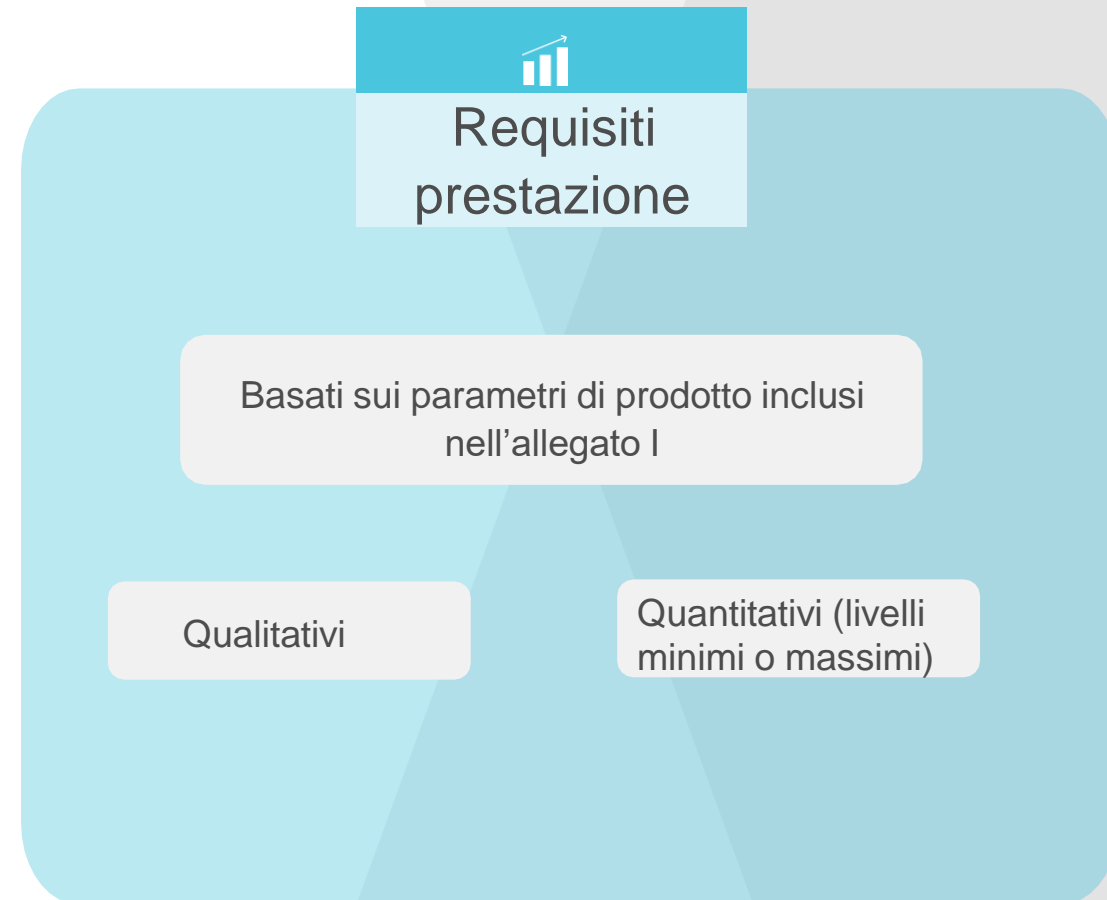 Requisiti
prestazione
Basati sui parametri di prodotto inclusi
nell’allegato I
Qualitativi
Quantitativi (livelli
minimi o massimi)